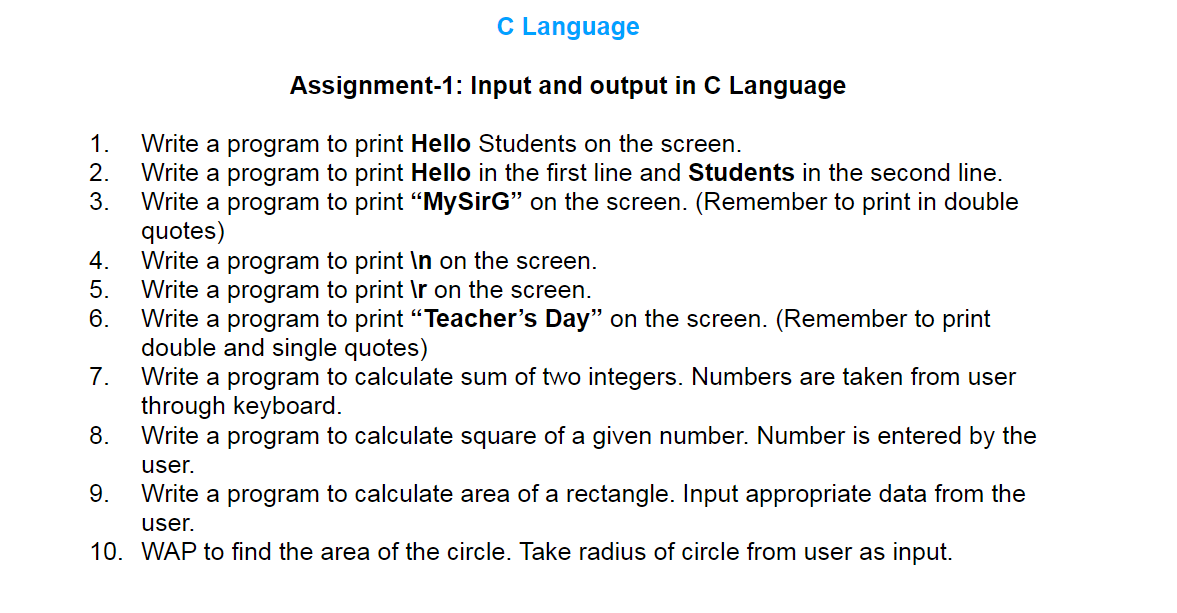 C Language
Assignment-1: Input and output in C Language
1. Write a program to print Hello Students on the screen.
2. Write a program to print Hello in the first line and Students in the second line.
3. Write a program to print “MySirG” on the screen. (Remember to print in double
quotes)
4. Write a program to print \n on the screen.
5. Write a program to print \r on the screen.
6. Write a program to print “Teacher’s Day” on the screen. (Remember to print
double and single quotes)
7. Write a program to calculate sum of two integers. Numbers are taken from user
through keyboard.
8. Write a program to calculate square of a given number. Number is entered by the
user.
9. Write a program to calculate area of a rectangle. Input appropriate data from the
user.
10. WAP to find the area of the circle. Take radius of circle from user as input.